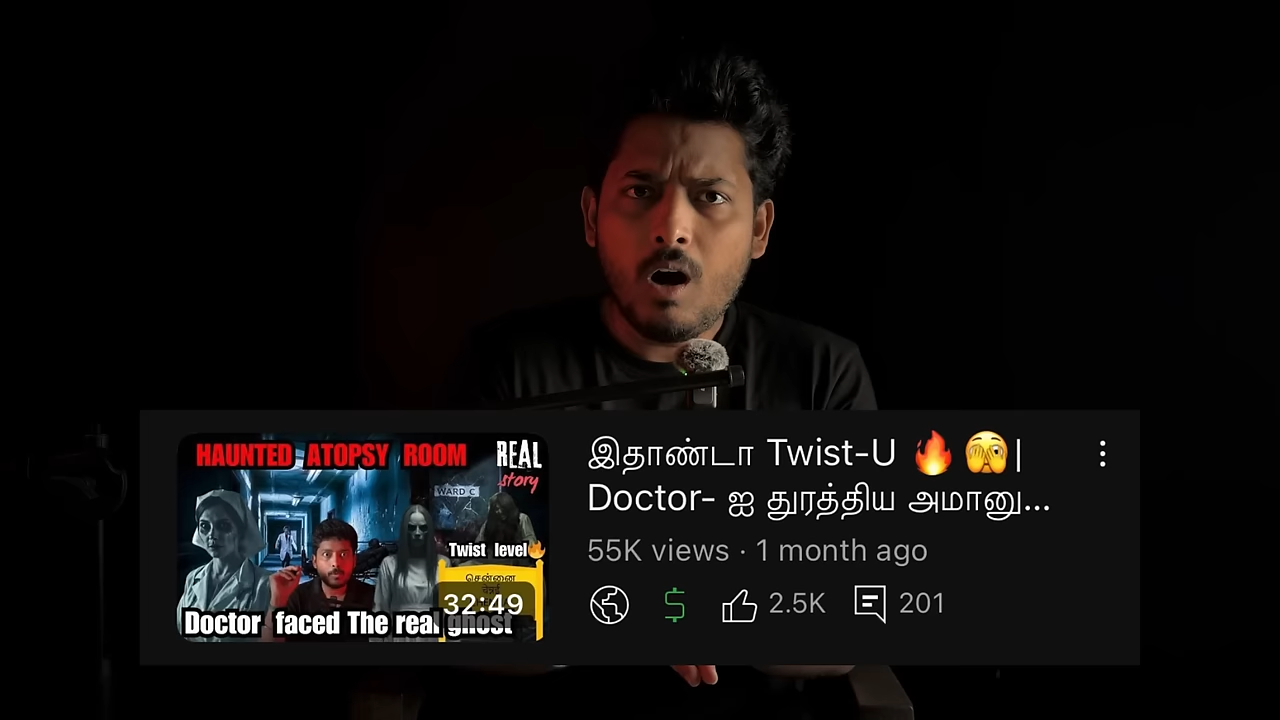 HAUNTED ATOPSY ROOM
REAL
story
WARD C
Twist level🔥
சென்னை
Doctor faced The real ghost
32:49
இதாண்டா Twist-U 🔥🫣|
Doctor- ஐ துரத்திய அமானு...
55K views · 1 month ago
2.5K
201